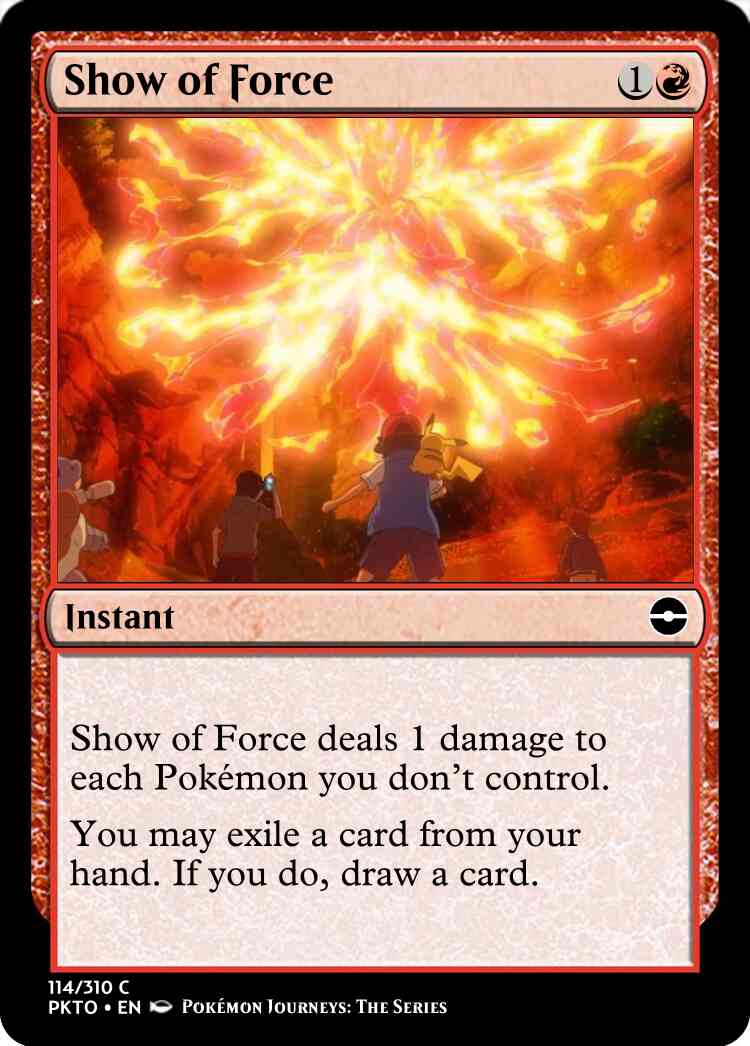 Show of Force 1
Instant
Show of Force deals 1 damage to
each Pokémon you don't control.
You may exile a card from your
hand. If you do, draw a card.
114/310 C
PKTO • EN Pokémon Journeys: The Series